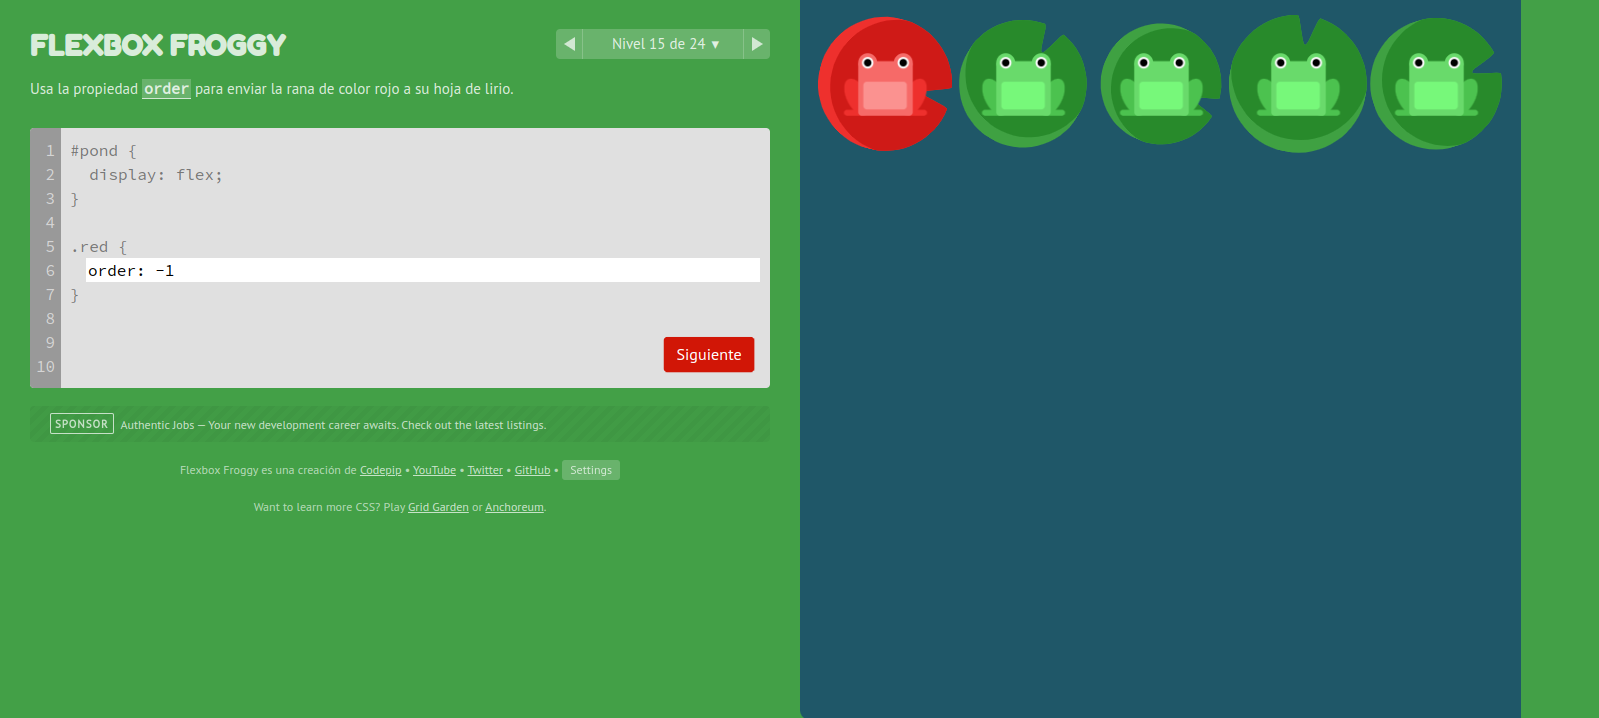 FLEXBOX FROGGY
◀ Nivel 15 de 24 ▾ ▶
Usa la propiedad order para enviar la rana de color rojo a su hoja de lirio.
1 #pond {
2   display: flex;
3 }
4
5 .red {
6   order: -1
7 }
8
9
10
Siguiente
SPONSOR Authentic Jobs — Your new development career awaits. Check out the latest listings.
Flexbox Froggy es una creación de Codepip • YouTube • Twitter • GitHub • Settings
Want to learn more CSS? Play Grid Garden or Anchoreum.